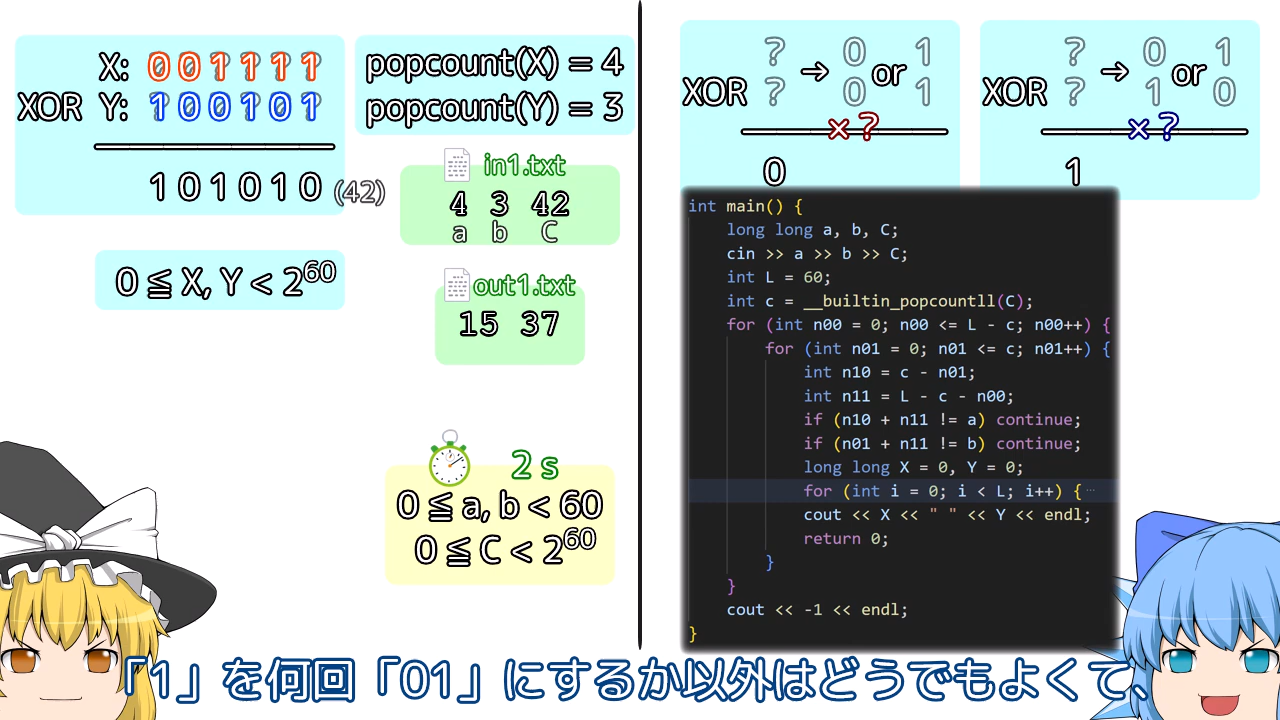 X: 0 0 1 1 1 1
XOR Y: 1 0 0 1 0 1
1 0 1 0 1 0 (42)
popcount(X) = 4
popcount(Y) = 3
in1.txt
4 3 42
a b C
0 ≦ X, Y < 2^60
out1.txt
15 37
2 s
0 ≦ a, b < 60
0 ≦ C < 2^60
? → 0 or 1
XOR ? 0 1
×?
0
? → 0 or 1
XOR ? 1 0
×?
1
int main() {
long long a, b, C;
cin >> a >> b >> C;
int L = 60;
int c = __builtin_popcountll(C);
for (int n00 = 0; n00 <= L - c; n00++) {
for (int n01 = 0; n01 <= c; n01++) {
int n10 = c - n01;
int n11 = L - c - n00;
if (n10 + n11 != a) continue;
if (n01 + n11 != b) continue;
long long X = 0, Y = 0;
for (int i = 0; i < L; i++) {…
cout << X << " " << Y << endl;
return 0;
}
}
cout << -1 << endl;
}
「1」を何回「01」にするか以外はどうでもよくて、